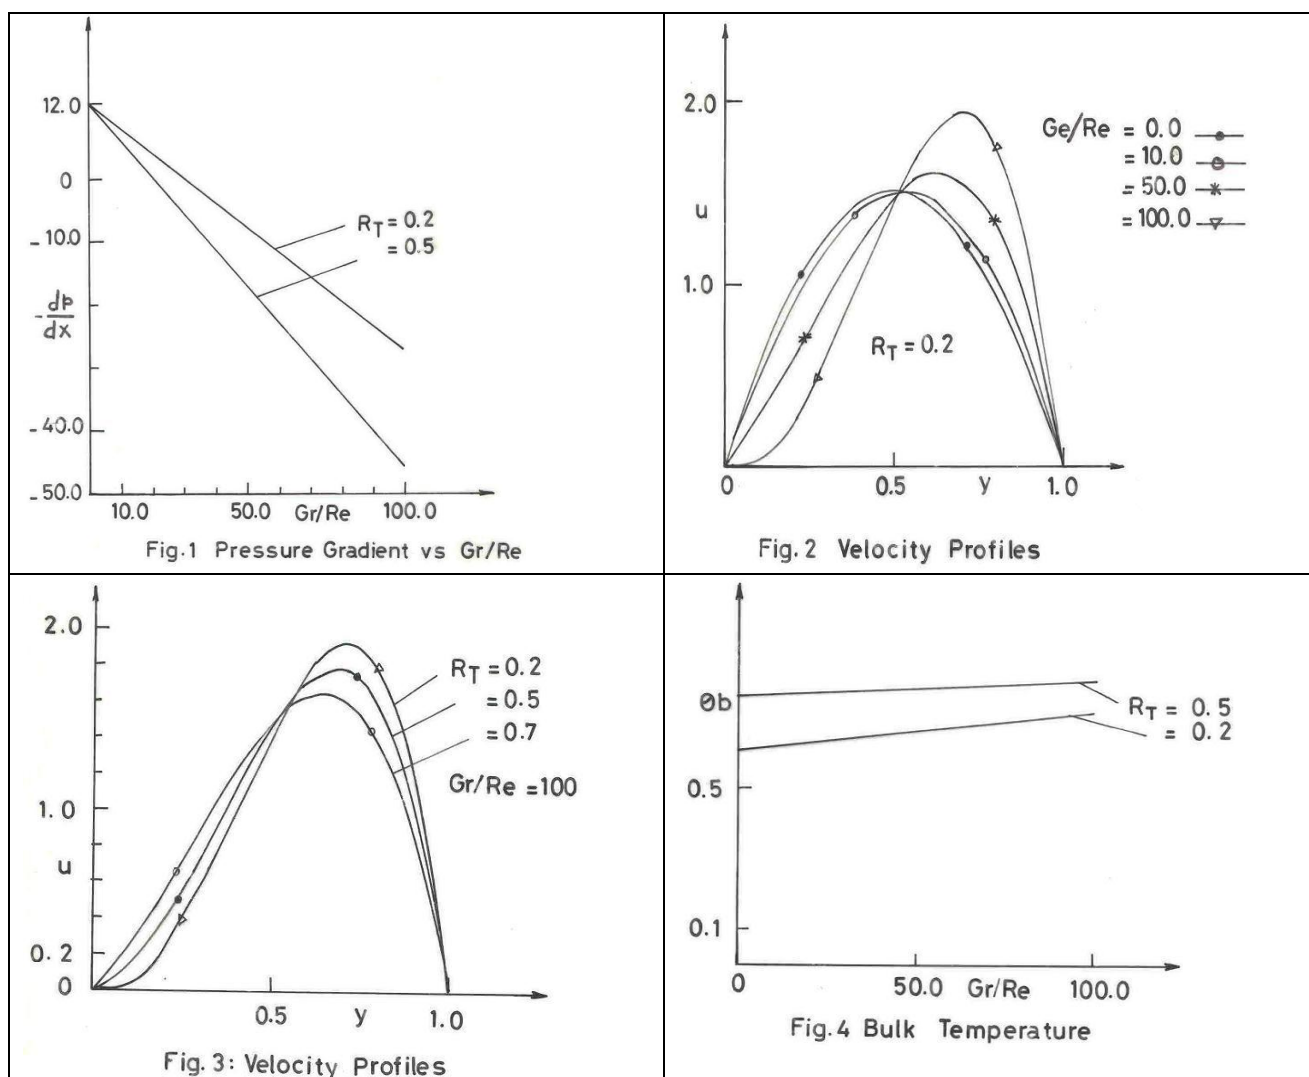 12.0
0
-10.0
R_T = 0.2
= 0.5
-dp/dx
-40.0
-50.0
10.0 50.0 Gr/Re 100.0
Fig.1 Pressure Gradient vs Gr/Re
2.0
Ge/Re = 0.0
= 10.0
= 50.0
= 100.0
u
1.0
R_T = 0.2
0 0.5 y 1.0
Fig.2 Velocity Profiles
2.0
R_T = 0.2
= 0.5
= 0.7
Gr/Re = 100
1.0
u
0.2
0
0.5 y 1.0
Fig. 3: Velocity Profiles
θb
R_T = 0.5
= 0.2
0.5
0.1
0 50.0 Gr/Re 100.0
Fig.4 Bulk Temperature